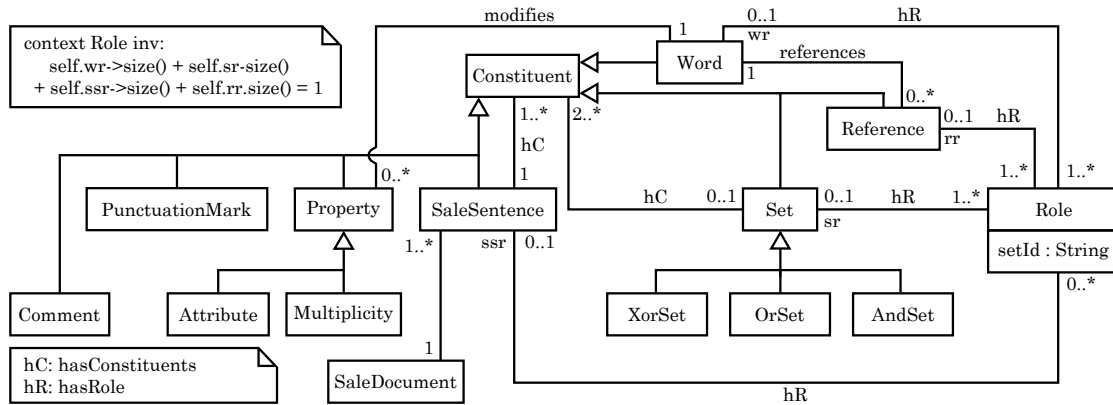 context Role inv:
self.wr->size() + self.sr-size()
+ self.ssr->size() + self.rr.size() = 1
modifies
1
Word
0..1
wr
hR
references
1
Constituent
1..*
2..*
0..*
Reference
0..1
rr
hR
hC
1..*
1..*
PunctuationMark
0..*
Property
1
SaleSentence
hC
0..1
Set
0..1
sr
hR
1..*
Role
setId : String
1..*
ssr
0..1
0..*
Comment
Attribute
Multiplicity
XorSet
OrSet
AndSet
hC: hasConstituents
hR: hasRole
1
SaleDocument
hR